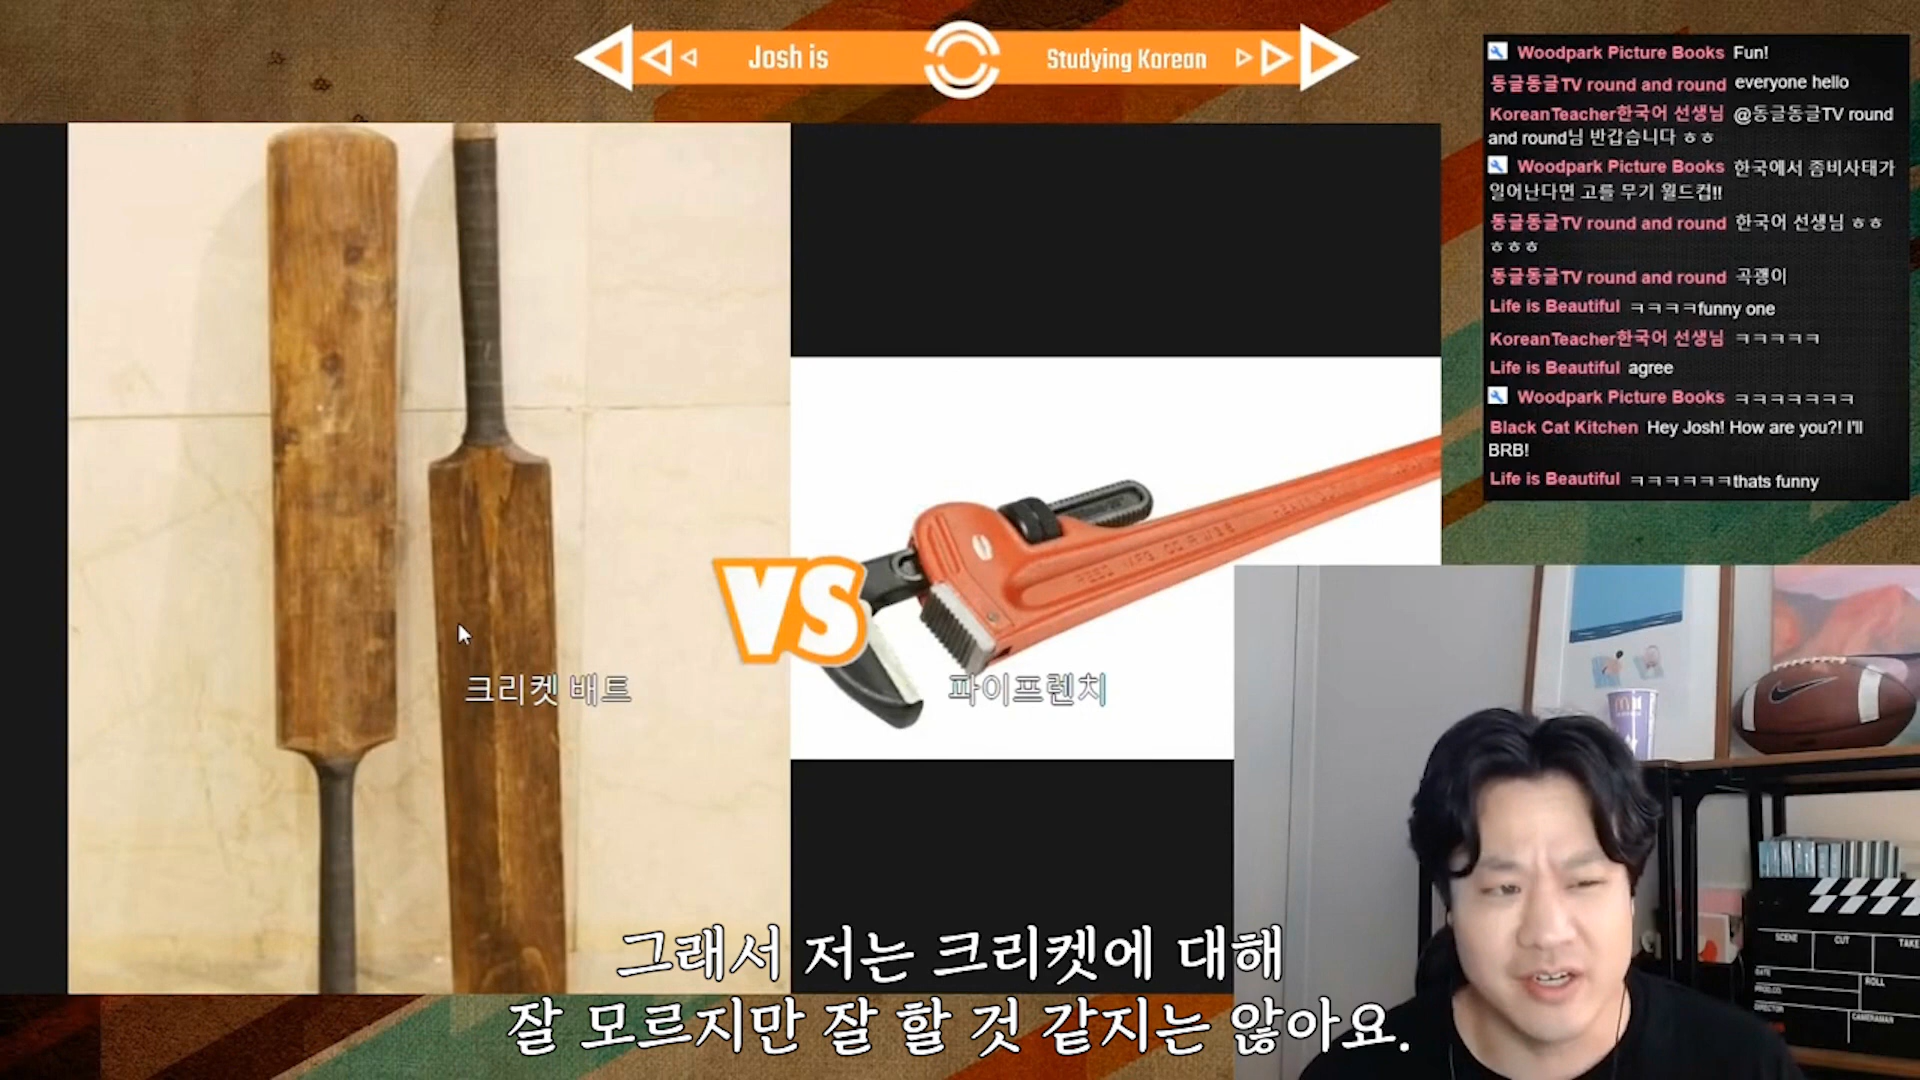 Josh is
Studying Korean
Woodpark Picture Books Fun!
동글동글TV round and round everyone hello
KoreanTeacher한국어 선생님 @동글동글TV round
and round님 반갑습니다 ㅎㅎ
Woodpark Picture Books 한국에서 좀비사태가
일어난다면 고를 무기 월드컵!!
동글동글TV round and round 한국어 선생님 ㅎㅎ
ㅎㅎㅎ
동글동글TV round and round 곡괭이
Life is Beautiful ㅋㅋㅋㅋfunny one
KoreanTeacher한국어 선생님 ㅋㅋㅋㅋㅋ
Life is Beautiful agree
Woodpark Picture Books ㅋㅋㅋㅋㅋㅋㅋ
Black Cat Kitchen Hey Josh! How are you?! I'll
BRB!
Life is Beautiful ㅋㅋㅋㅋㅋㅋthats funny
VS
크리켓 배트
파이프렌치
그래서 저는 크리켓에 대해
잘 모르지만 잘 할 것 같지는 않아요.
SCENE CUT TAKE
DATE
ROLL
PROD.CO.
DIRECTOR
CAMERAMAN